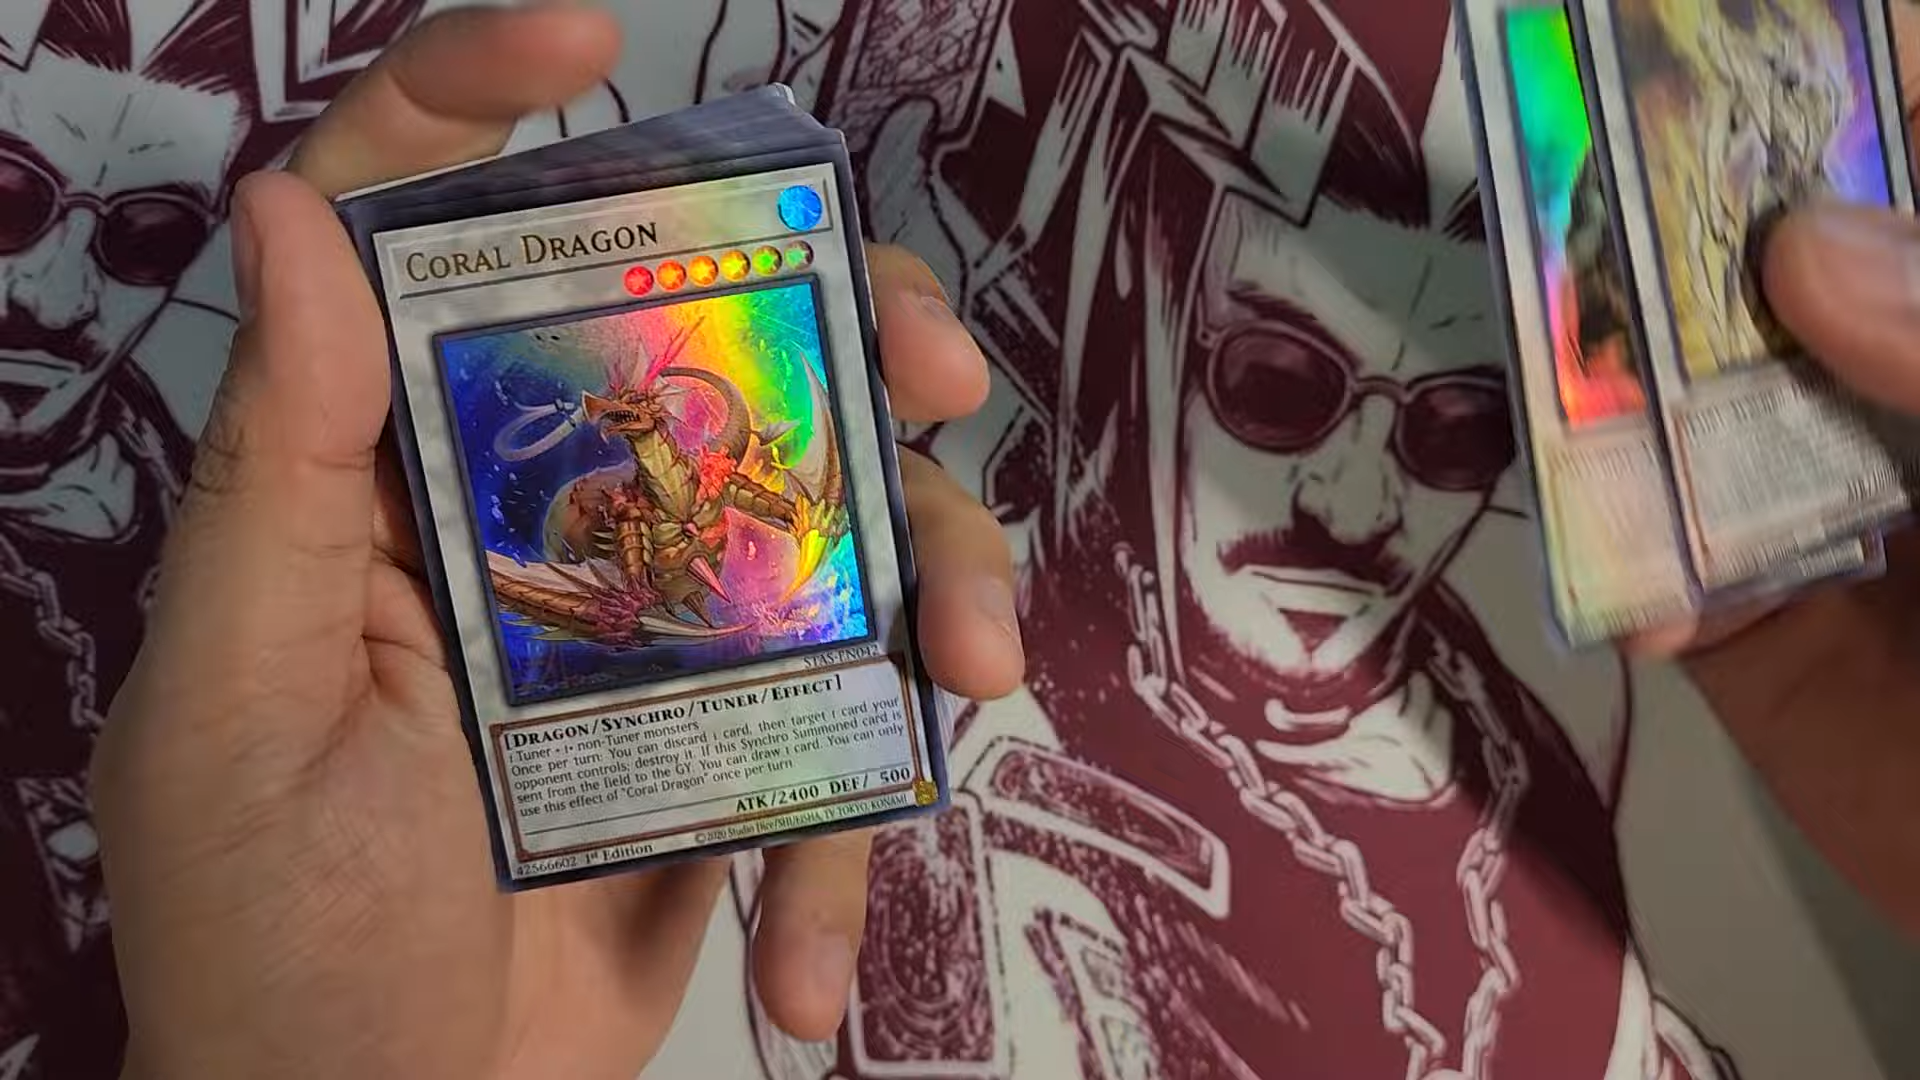 CORAL DRAGON
STAS-EN042
[DRAGON/SYNCHRO/TUNER/EFFECT]
1 Tuner + 1+ non-Tuner monsters
Once per turn: You can discard 1 card, then target 1 card your
opponent controls; destroy it. If this Synchro Summoned card is
sent from the field to the GY: You can draw 1 card. You can only
use this effect of "Coral Dragon" once per turn.
ATK/2400 DEF/ 500
42566602 1st Edition
©2020 Studio Dice/SHUEISHA, TV TOKYO, KONAMI